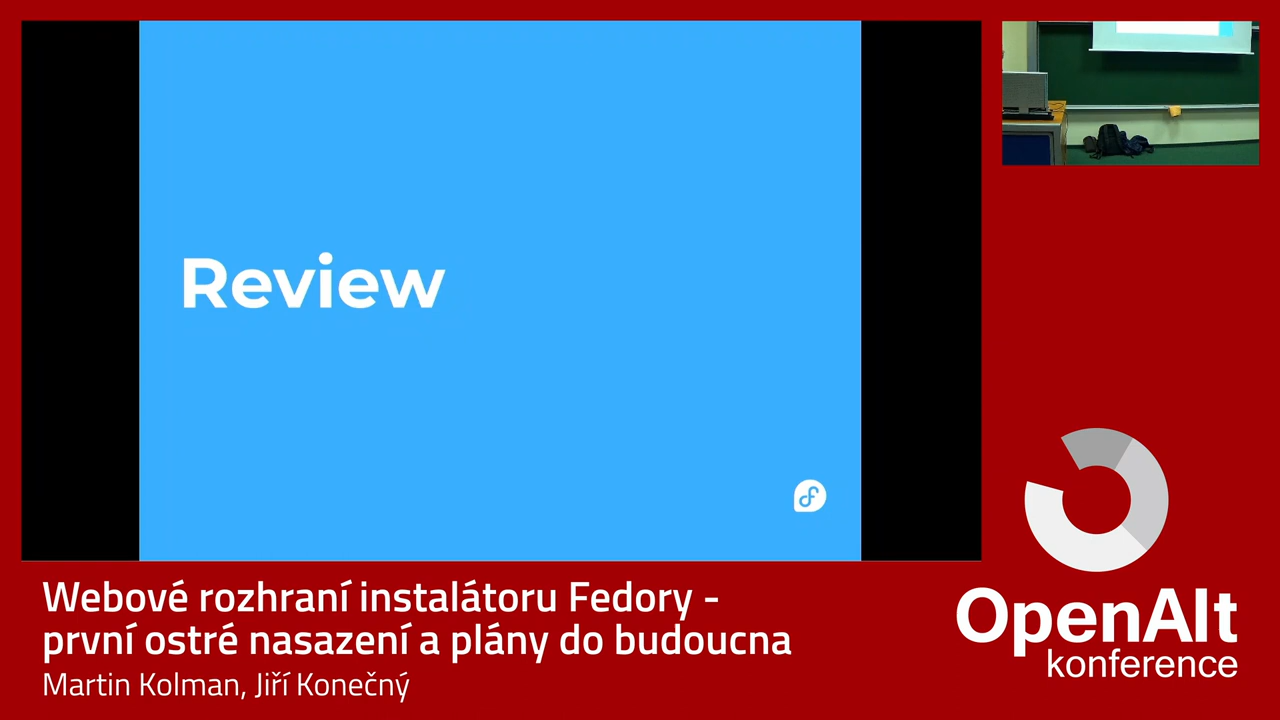 Review
Webové rozhraní instalátoru Fedory -
první ostré nasazení a plány do budoucna
Martin Kolman, Jiří Konečný
OpenAlt
konference